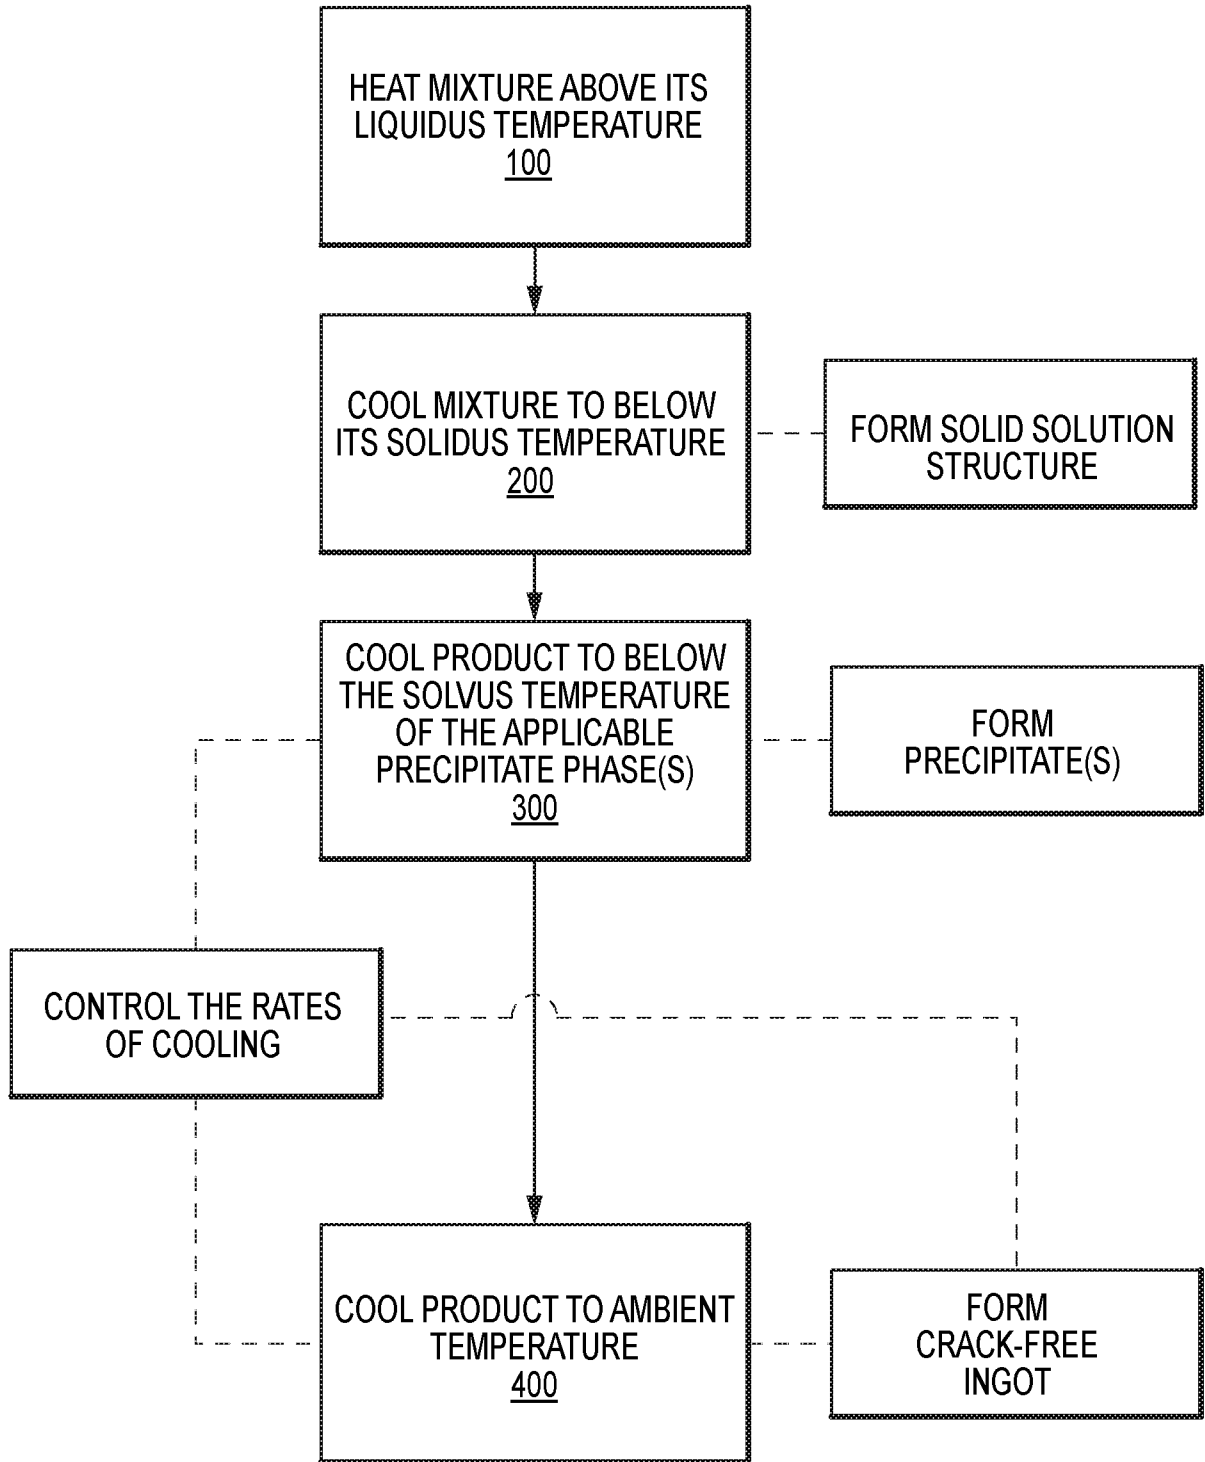 HEAT MIXTURE ABOVE ITS
LIQUIDUS TEMPERATURE
100
COOL MIXTURE TO BELOW
ITS SOLIDUS TEMPERATURE
200
FORM SOLID SOLUTION
STRUCTURE
COOL PRODUCT TO BELOW
THE SOLVUS TEMPERATURE
OF THE APPLICABLE
PRECIPITATE PHASE(S)
300
FORM
PRECIPITATE(S)
CONTROL THE RATES
OF COOLING
COOL PRODUCT TO AMBIENT
TEMPERATURE
400
FORM
CRACK-FREE
INGOT